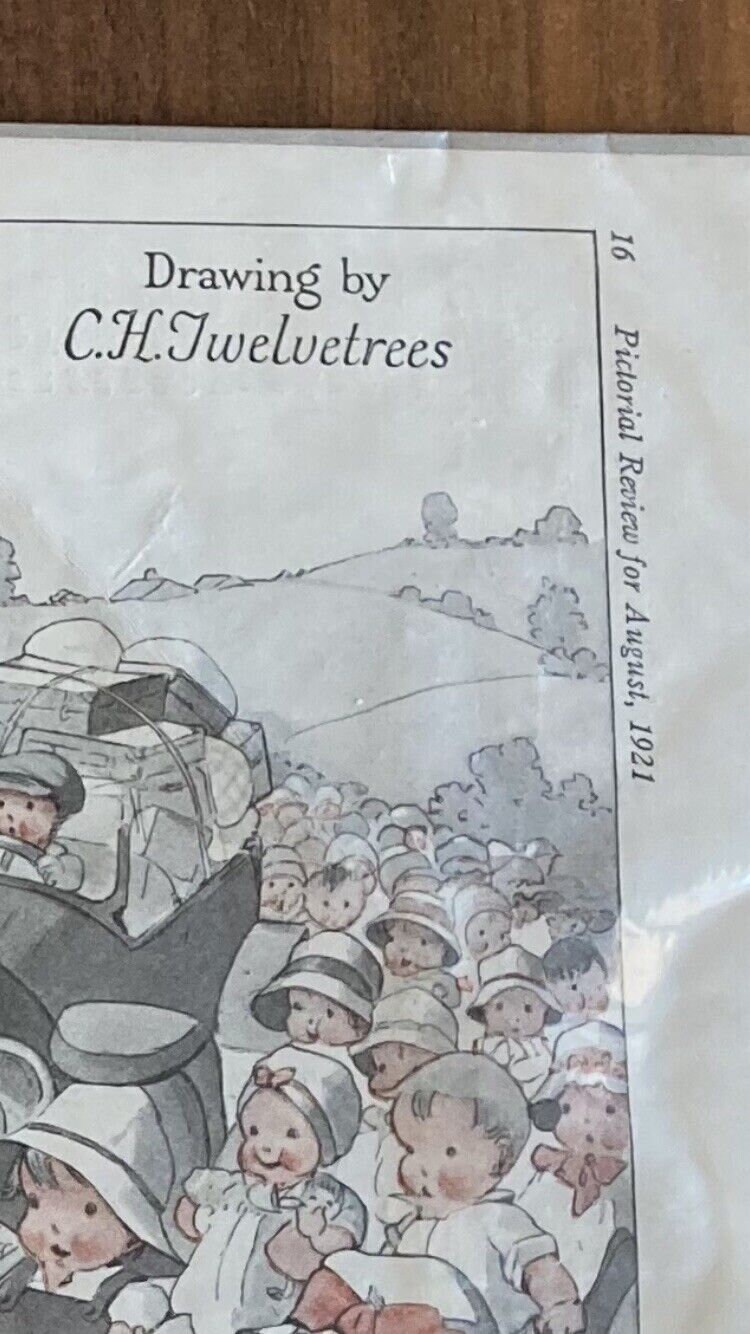 Drawing by
C.H.Twelvetrees
16 Pictorial Review for August, 1921